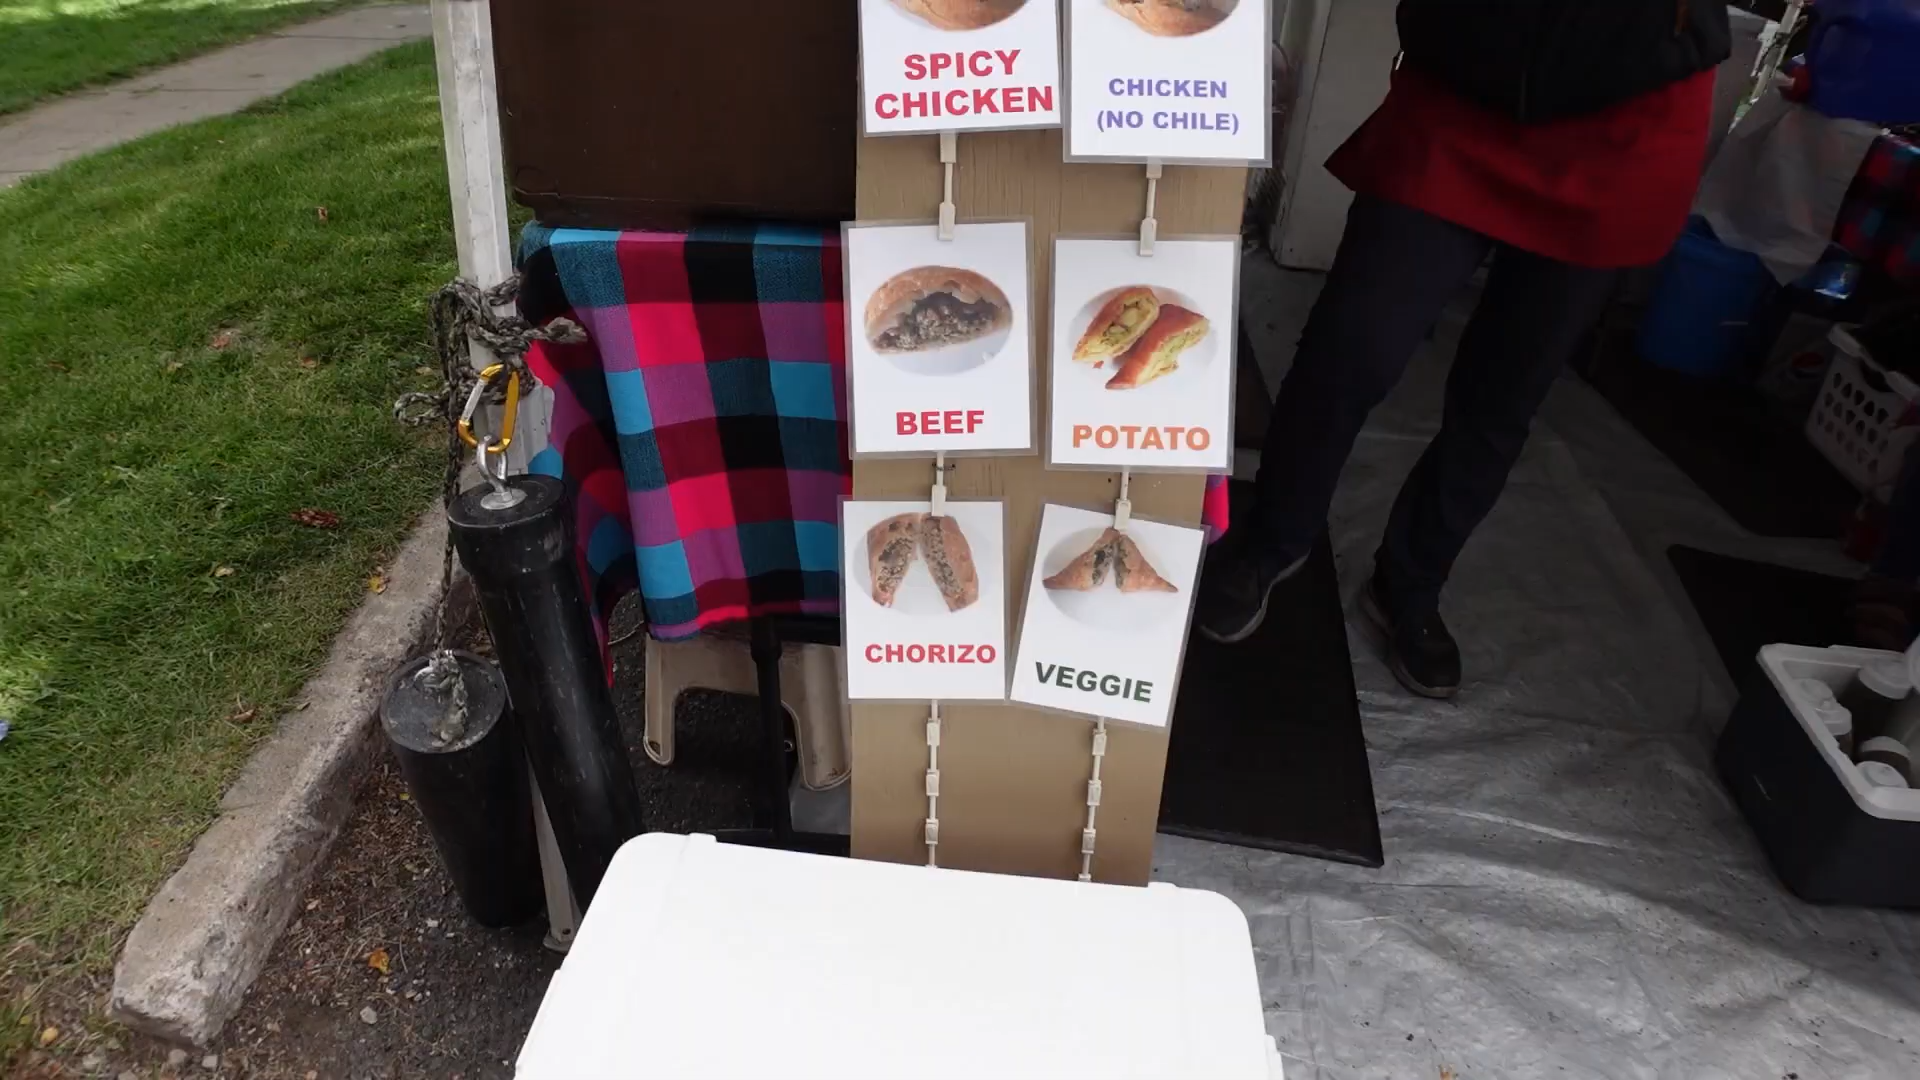 SPICY
CHICKEN
CHICKEN
(NO CHILE)
BEEF
POTATO
CHORIZO
VEGGIE